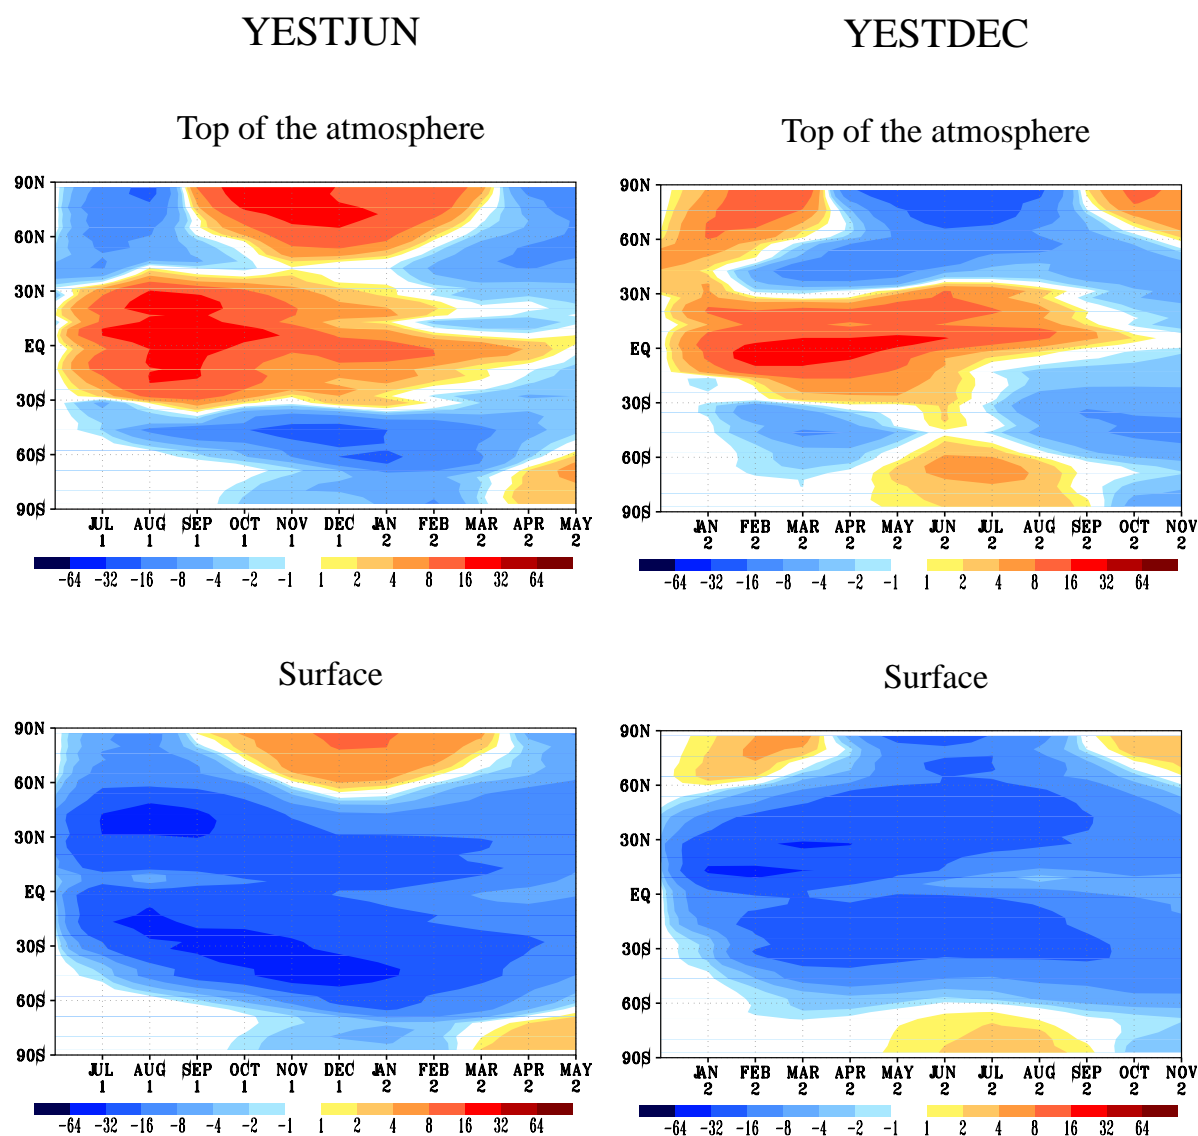 YESTJUN YESTDEC
Top of the atmosphere Top of the atmosphere
90N
60N
30N
EQ
30S
60S
90S
JUL AUG SEP OCT NOV DEC JAN FEB MAR APR MAY
1 1 1 1 1 1 2 2 2 2 2
-64 -32 -16 -8 -4 -2 -1 1 2 4 8 16 32 64
90N
60N
30N
EQ
30S
60S
90S
JAN FEB MAR APR MAY JUN JUL AUG SEP OCT NOV
2 2 2 2 2 2 2 2 2 2 2
-64 -32 -16 -8 -4 -2 -1 1 2 4 8 16 32 64
Surface Surface
90N
60N
30N
EQ
30S
60S
90S
JUL AUG SEP OCT NOV DEC JAN FEB MAR APR MAY
1 1 1 1 1 1 2 2 2 2 2
-64 -32 -16 -8 -4 -2 -1 1 2 4 8 16 32 64
90N
60N
30N
EQ
30S
60S
90S
JAN FEB MAR APR MAY JUN JUL AUG SEP OCT NOV
2 2 2 2 2 2 2 2 2 2 2
-64 -32 -16 -8 -4 -2 -1 1 2 4 8 16 32 64